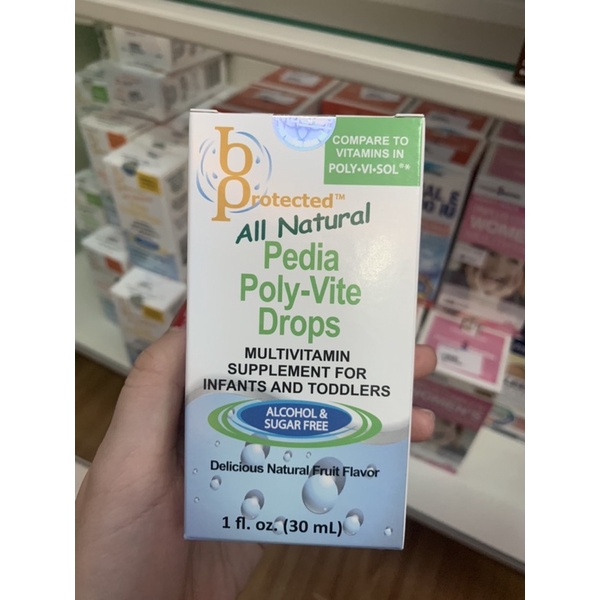 COMPARE TO
VITAMINS IN
POLY•VI•SOL®**
b
Protected™
All Natural
Pedia
Poly-Vite
Drops
MULTIVITAMIN
SUPPLEMENT FOR
INFANTS AND TODDLERS
ALCOHOL &
SUGAR FREE
Delicious Natural Fruit Flavor
1 fl. oz. (30 mL)